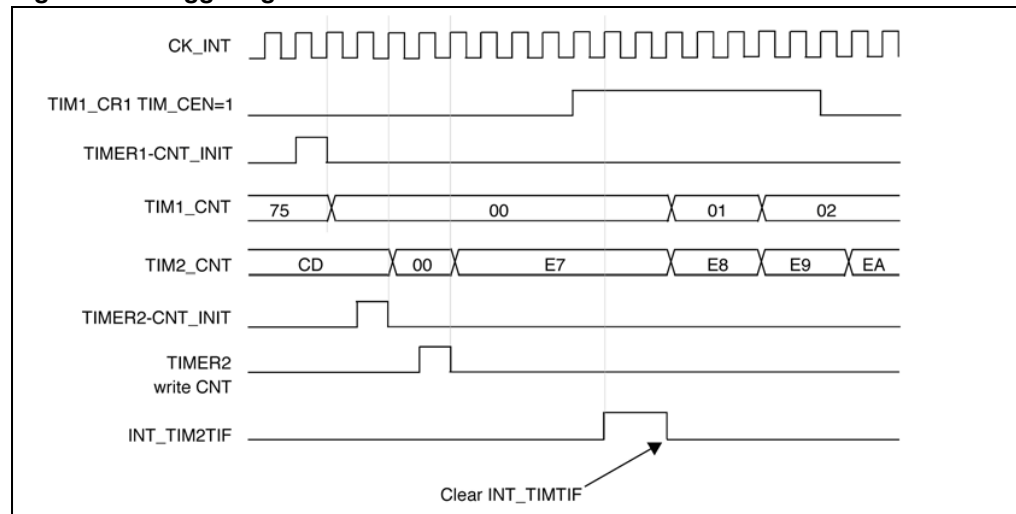 CK_INT
TIM1_CR1 TIM_CEN=1
TIMER1-CNT_INIT
TIM1_CNT 75 00 01 02
TIM2_CNT CD 00 E7 E8 E9 EA
TIMER2-CNT_INIT
TIMER2
write CNT
INT_TIM2TIF
Clear INT_TIMTIF